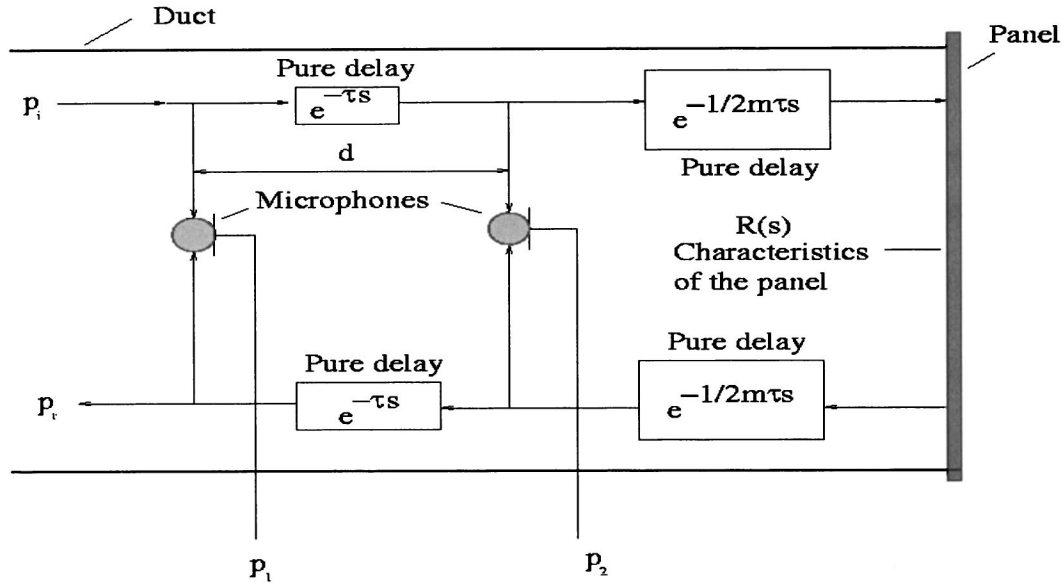 Duct
Panel
Pure delay
p_i
e^{-τs}
e^{-1/2mτs}
d
Pure delay
Microphones
R(s)
Characteristics
of the panel
Pure delay
Pure delay
p_r
e^{-τs}
e^{-1/2mτs}
p_1
p_2